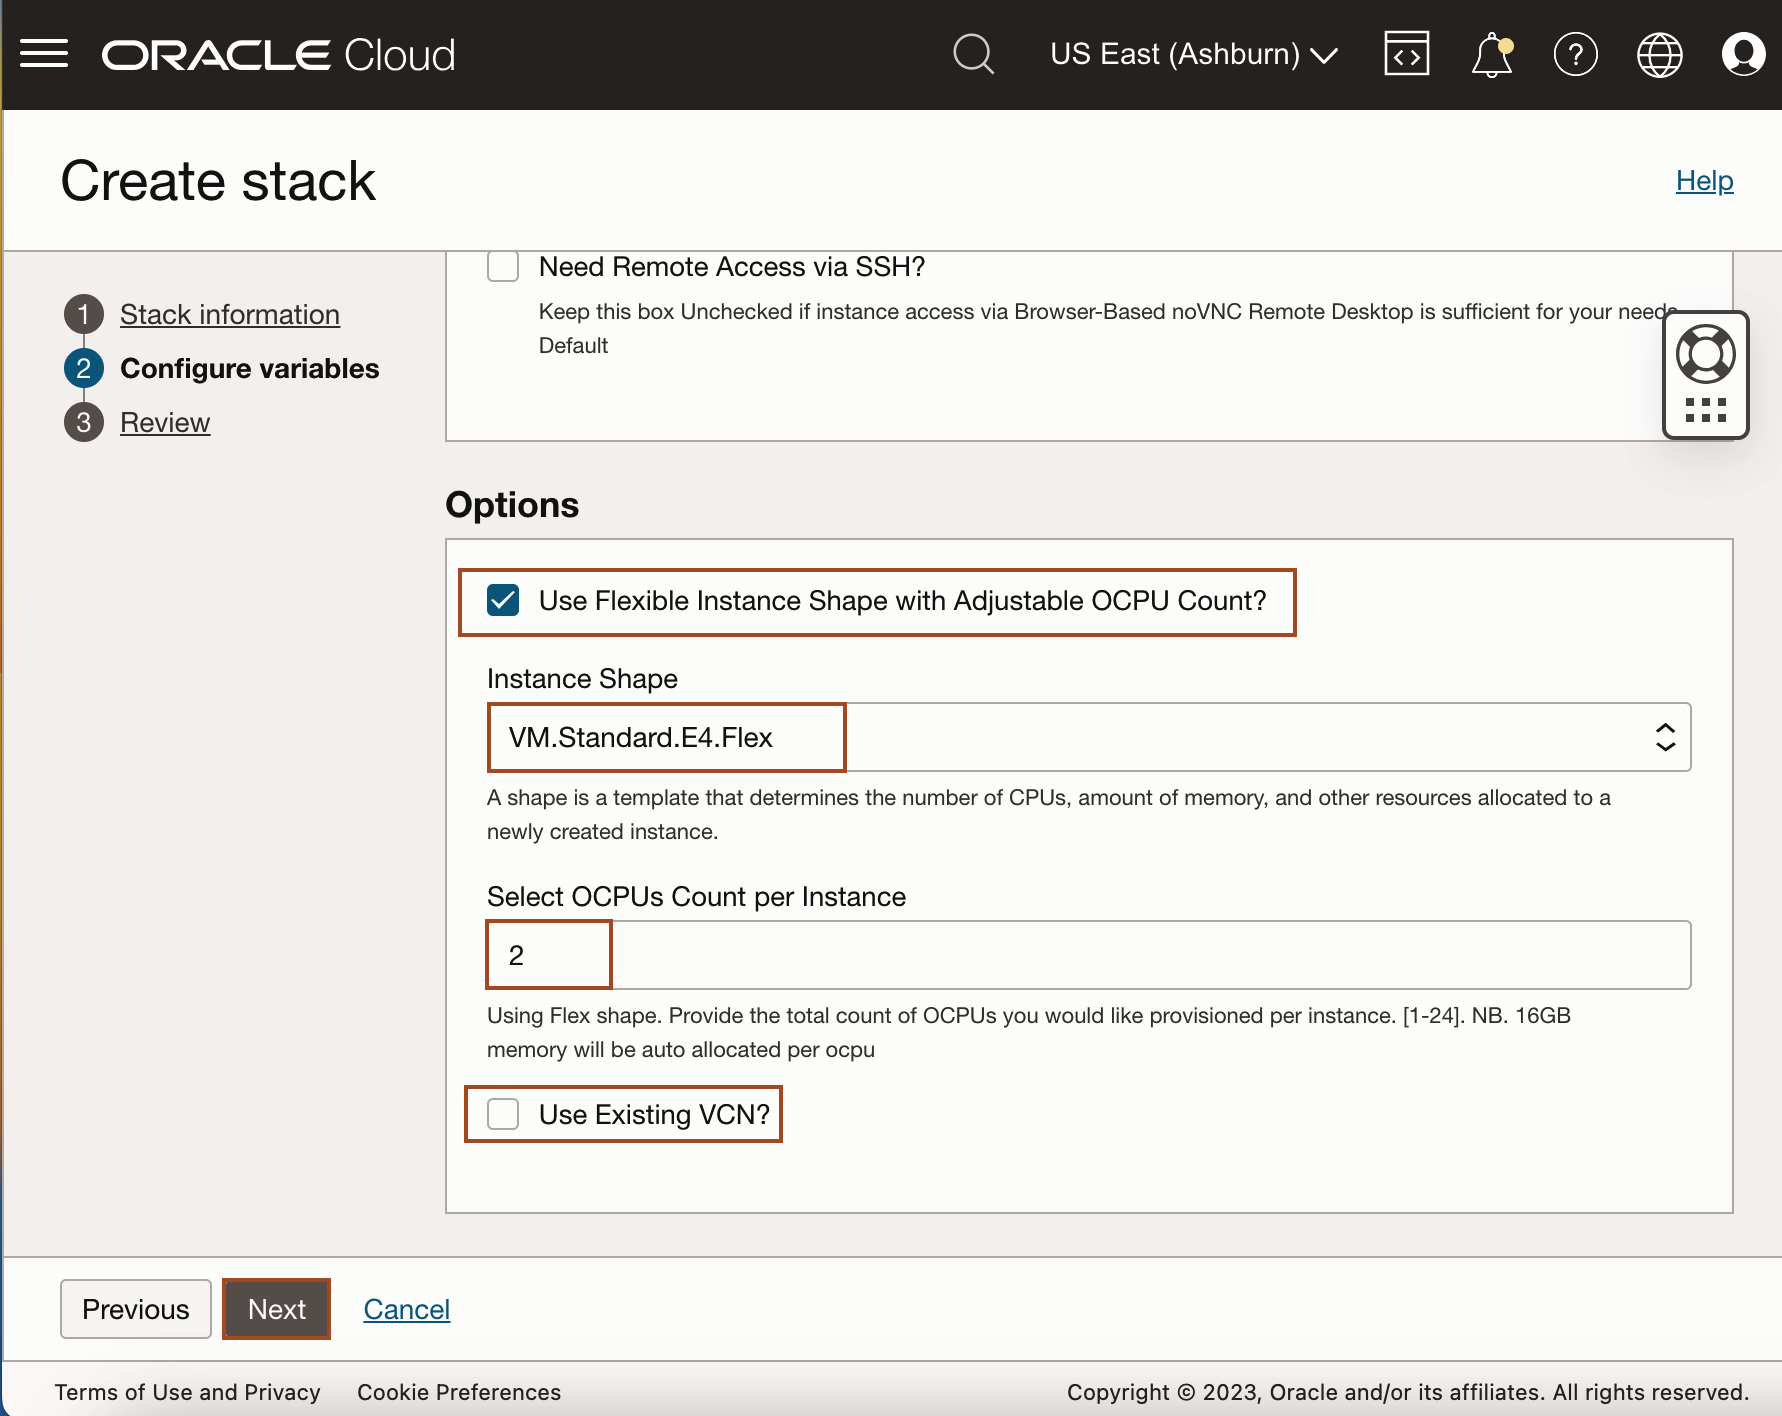 ORACLE Cloud
US East (Ashburn)
Create stack
Help
1 Stack information
2 Configure variables
3 Review
Need Remote Access via SSH?
Keep this box Unchecked if instance access via Browser-Based noVNC Remote Desktop is sufficient for your needs
Default
Options
Use Flexible Instance Shape with Adjustable OCPU Count?
Instance Shape
VM.Standard.E4.Flex
A shape is a template that determines the number of CPUs, amount of memory, and other resources allocated to a
newly created instance.
Select OCPUs Count per Instance
2
Using Flex shape. Provide the total count of OCPUs you would like provisioned per instance. [1-24]. NB. 16GB
memory will be auto allocated per ocpu
Use Existing VCN?
Previous Next Cancel
Terms of Use and Privacy Cookie Preferences Copyright © 2023, Oracle and/or its affiliates. All rights reserved.